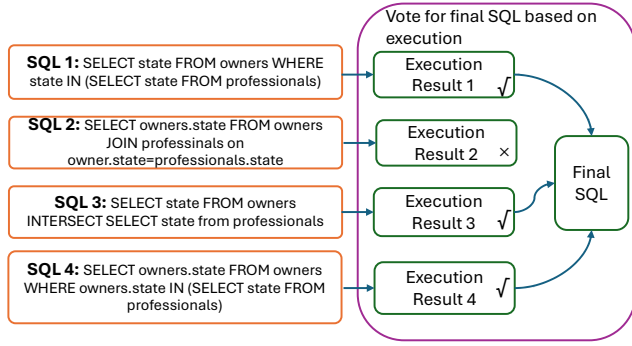 Vote for final SQL based on
execution
SQL 1: SELECT state FROM owners WHERE
state IN (SELECT state FROM professionals)
Execution
Result 1 √
SQL 2: SELECT owners.state FROM owners
JOIN professinals on
owner.state=professionals.state
Execution
Result 2 ×
SQL 3: SELECT state FROM owners
INTERSECT SELECT state from professionals
Execution
Result 3 √
SQL 4: SELECT owners.state FROM owners
WHERE owners.state IN (SELECT state FROM
professionals)
Execution
Result 4 √
Final
SQL